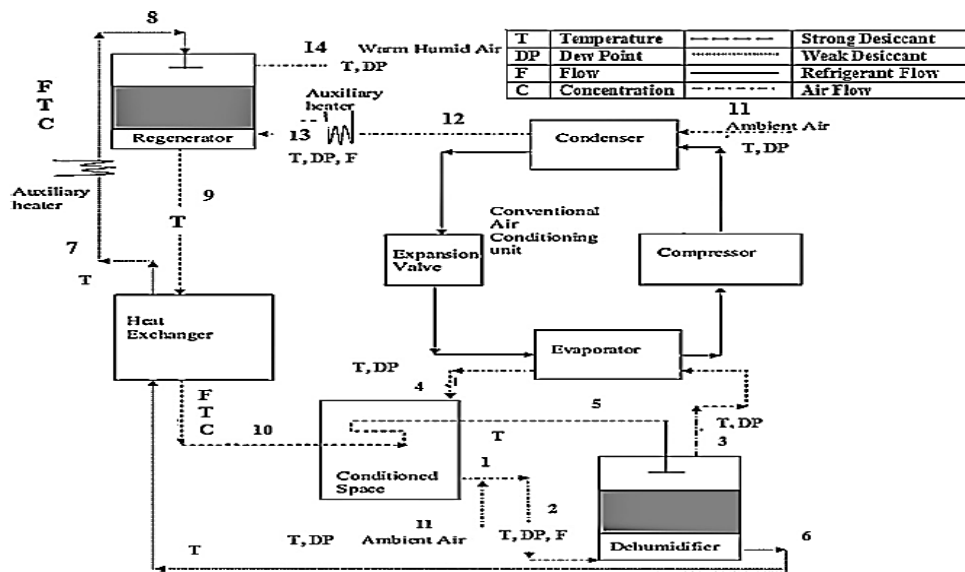 8
14
Warm Humid Air
T, DP
T Temperature Strong Desiccant
DP Dew Point Weak Desiccant
F Flow Refrigerant Flow
C Concentration Air Flow
F
T
C
Auxiliary
heater
13
T, DP, F
12
11
Ambient Air
T, DP
Regenerator
Condenser
Auxiliary
heater
9
T
7
T
Conventional
Air
Conditioning
unit
Expansion
Valve
Compressor
Heat
Exchanger
Evaporator
T, DP
4
F
T
C
10
5
T
T, DP
3
1
Conditioned
Space
2
11
T, DP Ambient Air
T, DP, F
Dehumidifier
6
T